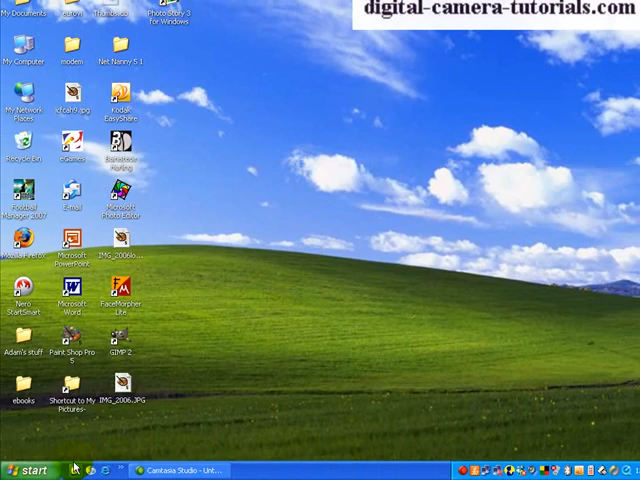 digital-camera-tutorials.com
My Documents
Photo Story 3
for Windows
My Computer
modem
Net Nanny 5.1
My Network
Places
Kodak
EasyShare
Recycle Bin
eGames
Football
Manager 2007
E-mail
Microsoft
Photo Editor
Mozilla Firefox
Microsoft
PowerPoint
IMG_2006lo...
Nero
StartSmart
Microsoft
Word
FaceMorpher
Lite
Adam's stuff
Paint Shop Pro
5
GIMP 2
ebooks
Shortcut to My
Pictures-
IMG_2006.JPG
start
Camtasia Studio - Unt...